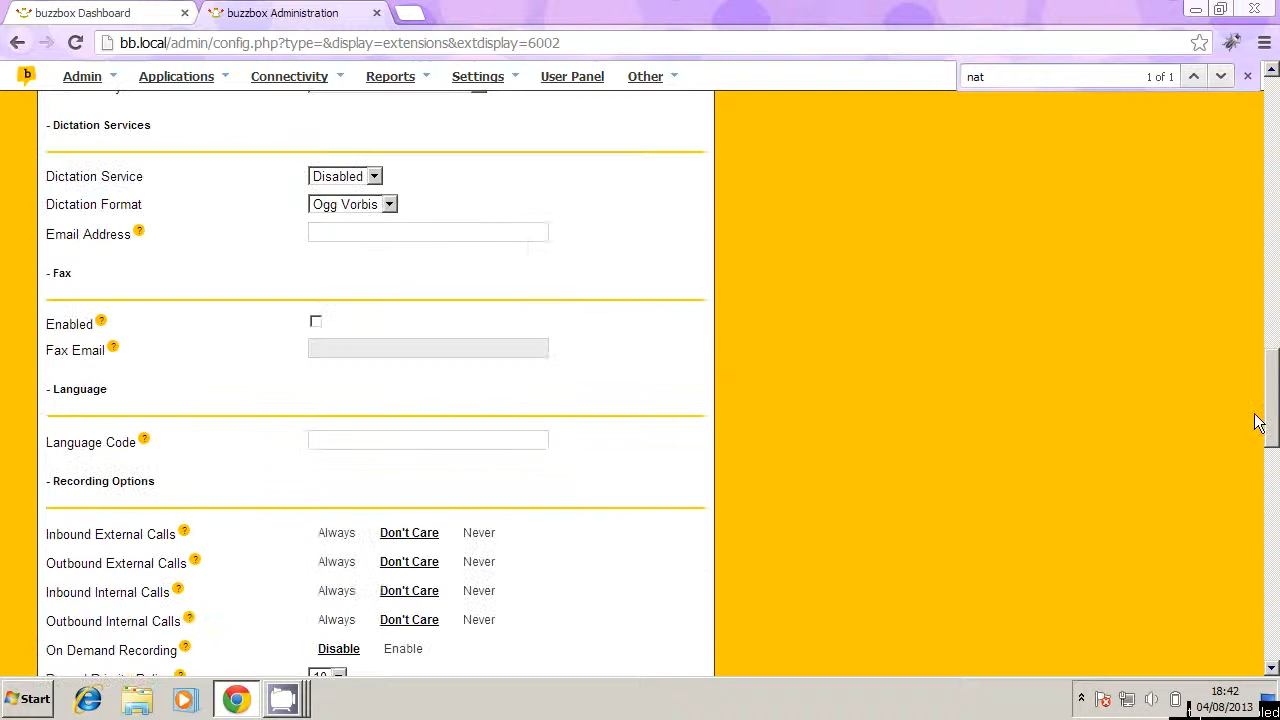 buzzbox Dashboard
buzzbox Administration
bb.local/admin/config.php?type=&display=extensions&extdisplay=6002
b Admin Applications Connectivity Reports Settings User Panel Other
nat 1 of 1
- Dictation Services
Dictation Service Disabled
Dictation Format Ogg Vorbis
Email Address ?
- Fax
Enabled ?
Fax Email ?
- Language
Language Code ?
- Recording Options
Inbound External Calls ? Always Don't Care Never
Outbound External Calls ? Always Don't Care Never
Inbound Internal Calls ? Always Don't Care Never
Outbound Internal Calls ? Always Don't Care Never
On Demand Recording ? Disable Enable
Start
18:42
04/08/2013